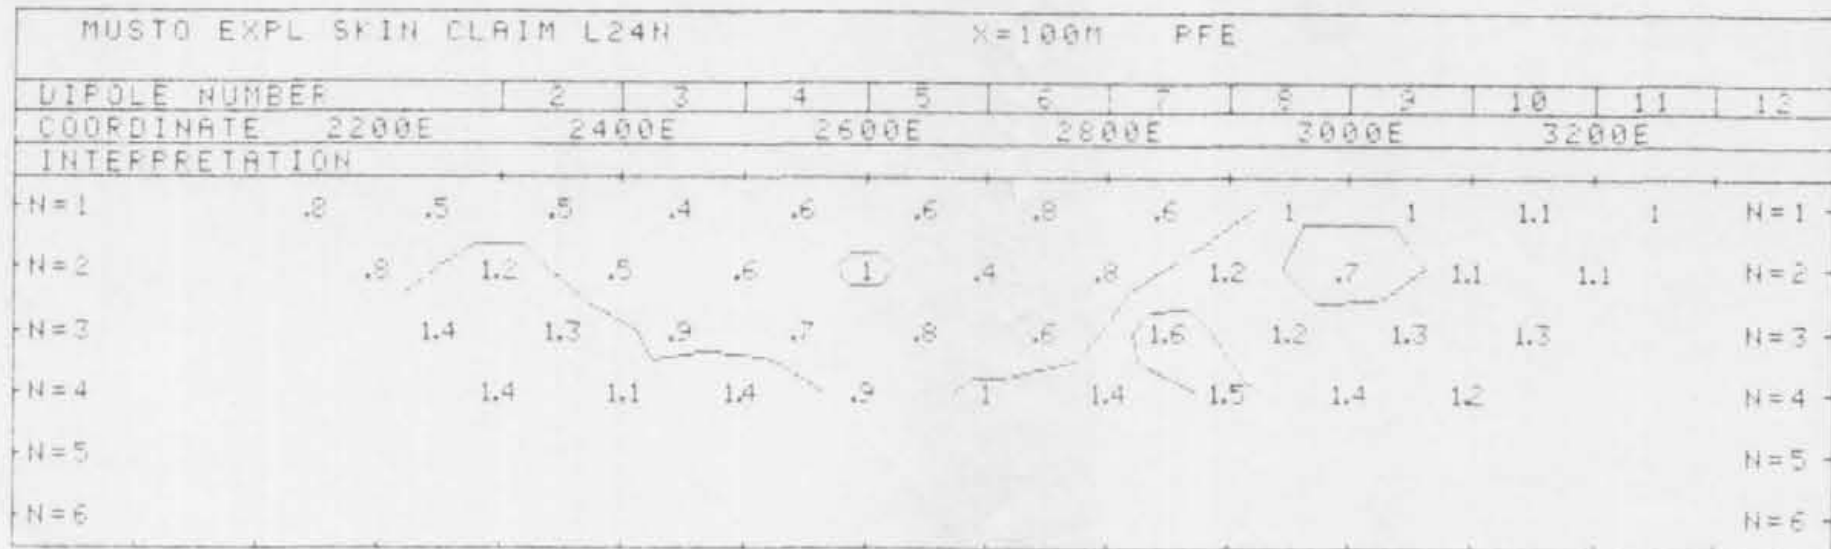 MUSTO EXPL SKIN CLAIM L24N X=100M PFE
DIPOLE NUMBER 2 3 4 5 6 7 8 9 10 11 12
COORDINATE 2200E 2400E 2600E 2800E 3000E 3200E
INTERPRETATION
N=1 .8 .5 .5 .4 .6 .6 .8 .6 1 1 1.1 1 N=1
N=2 .8 1.2 .5 .6 1 .4 .8 1.2 .7 1.1 1.1 N=2
N=3 1.4 1.3 .9 .7 .8 .6 1.6 1.2 1.3 1.3 N=3
N=4 1.4 1.1 1.4 .9 1 1.4 1.5 1.4 1.2 N=4
N=5 N=5
N=6 N=6